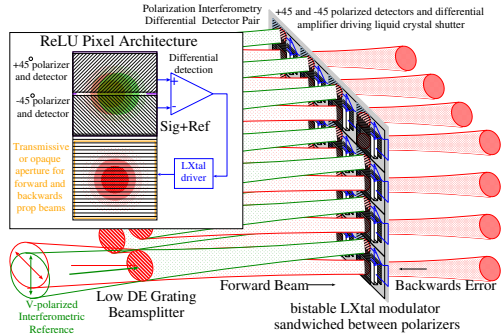 Polarization Interferometry
Differential Detector Pair
+45 and -45 polarized detectors and differential
amplifier driving liquid crystal shutter
ReLU Pixel Architecture
+45° polarizer
and detector
-45° polarizer
and detector
Differential
detection
+
-
Sig+Ref
Transmissive
or opaque
aperture for
forward and
backwards
prop beams
LXtal
driver
V-polarized
Interferometric
Reference
Low DE Grating
Beamsplitter
Forward Beam
Backwards Error
bistable LXtal modulator
sandwiched between polarizers